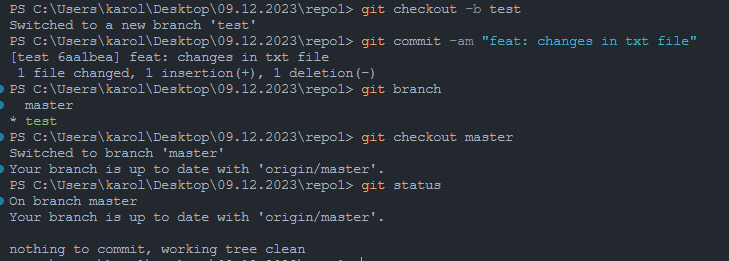 PS C:\Users\karol\Desktop\09.12.2023\repo1> git checkout -b test
Switched to a new branch 'test'
PS C:\Users\karol\Desktop\09.12.2023\repo1> git commit -am "feat: changes in txt file"
[test 6aa1bea] feat: changes in txt file
 1 file changed, 1 insertion(+), 1 deletion(-)
PS C:\Users\karol\Desktop\09.12.2023\repo1> git branch
  master
* test
PS C:\Users\karol\Desktop\09.12.2023\repo1> git checkout master
Switched to branch 'master'
Your branch is up to date with 'origin/master'.
PS C:\Users\karol\Desktop\09.12.2023\repo1> git status
On branch master
Your branch is up to date with 'origin/master'.

nothing to commit, working tree clean